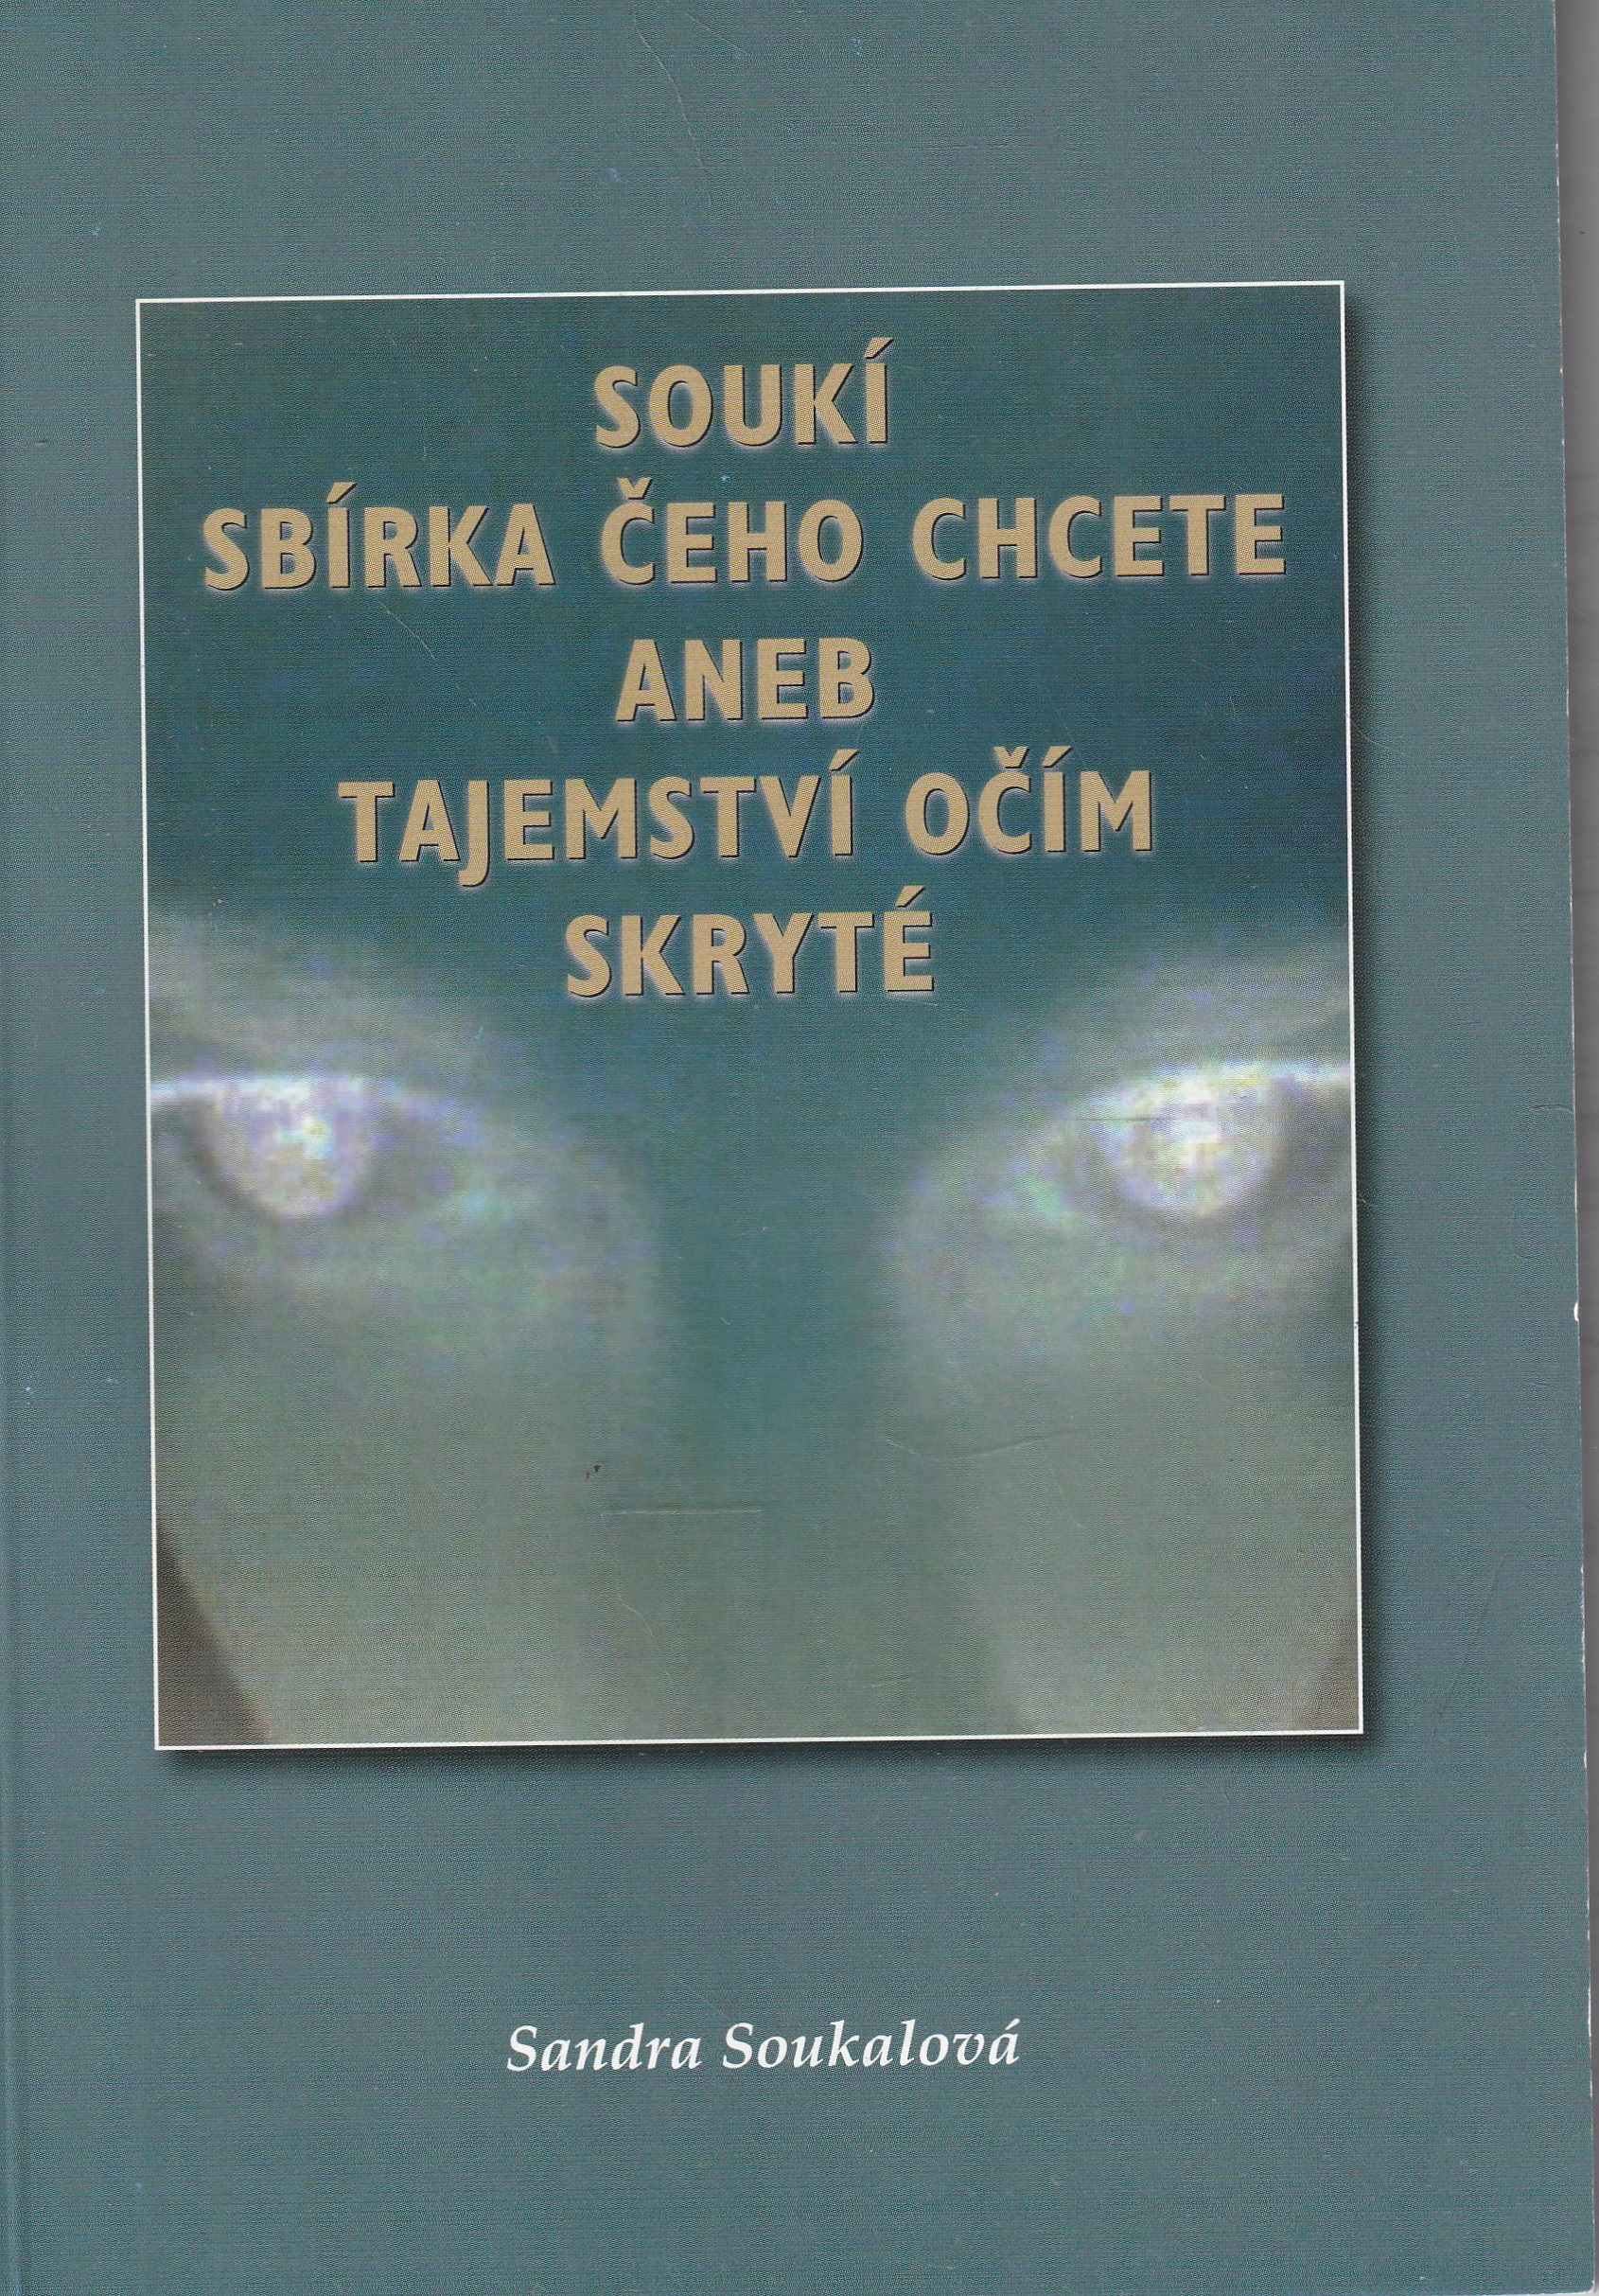 SOUKÍ
SBÍRKA ČEHO CHCETE
ANEB
TAJEMSTVÍ OČÍM
SKRYTÉ
Sandra Soukalová